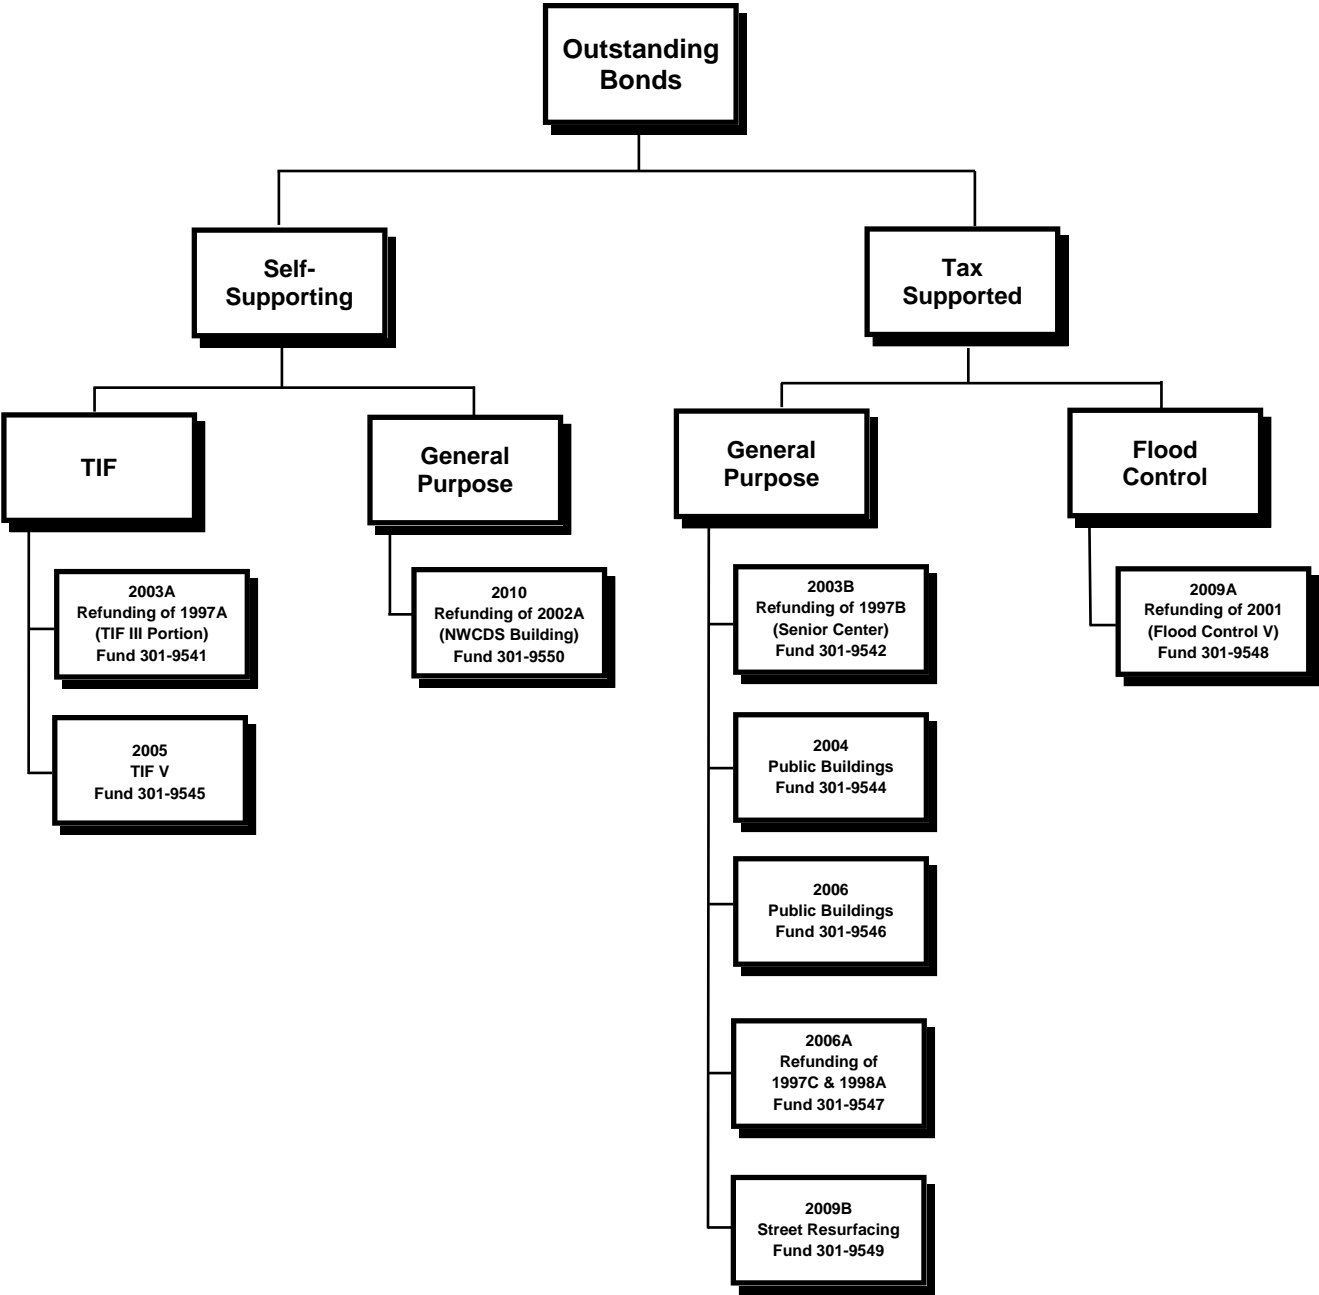 Outstanding
Bonds
Self-
Supporting
Tax
Supported
TIF
General
Purpose
General
Purpose
Flood
Control
2003A
Refunding of 1997A
(TIF III Portion)
Fund 301-9541
2010
Refunding of 2002A
(NWCDS Building)
Fund 301-9550
2003B
Refunding of 1997B
(Senior Center)
Fund 301-9542
2009A
Refunding of 2001
(Flood Control V)
Fund 301-9548
2005
TIF V
Fund 301-9545
2004
Public Buildings
Fund 301-9544
2006
Public Buildings
Fund 301-9546
2006A
Refunding of
1997C & 1998A
Fund 301-9547
2009B
Street Resurfacing
Fund 301-9549